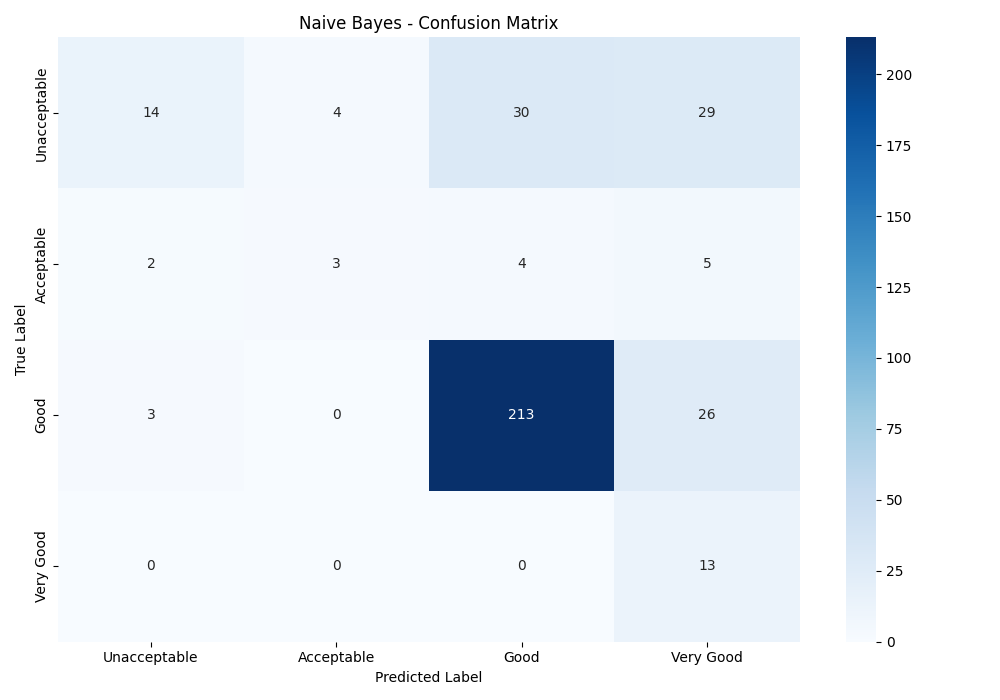 Naive Bayes - Confusion Matrix
Unacceptable
14 4 30 29
Acceptable
2 3 4 5
Good
3 0 213 26
Very Good
0 0 0 13
True Label
Unacceptable Acceptable Good Very Good
Predicted Label
200
175
150
125
100
75
50
25
0